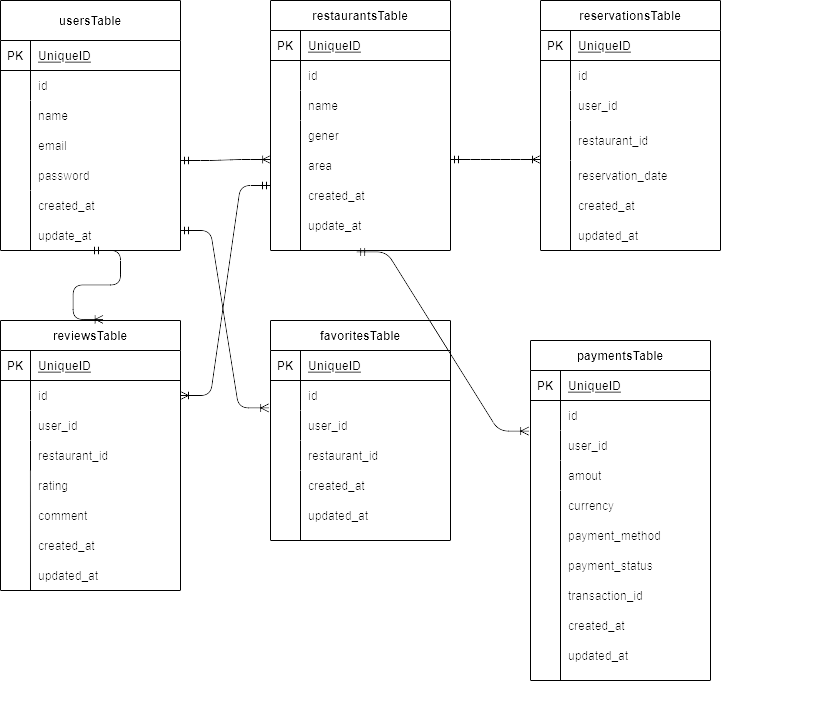 usersTable
PK UniqueID
id
name
email
password
created_at
update_at
restaurantsTable
PK UniqueID
id
name
gener
area
created_at
update_at
reservationsTable
PK UniqueID
id
user_id
restaurant_id
reservation_date
created_at
updated_at
reviewsTable
PK UniqueID
id
user_id
restaurant_id
rating
comment
created_at
updated_at
favoritesTable
PK UniqueID
id
user_id
restaurant_id
created_at
updated_at
paymentsTable
PK UniqueID
id
user_id
amout
currency
payment_method
payment_status
transaction_id
created_at
updated_at